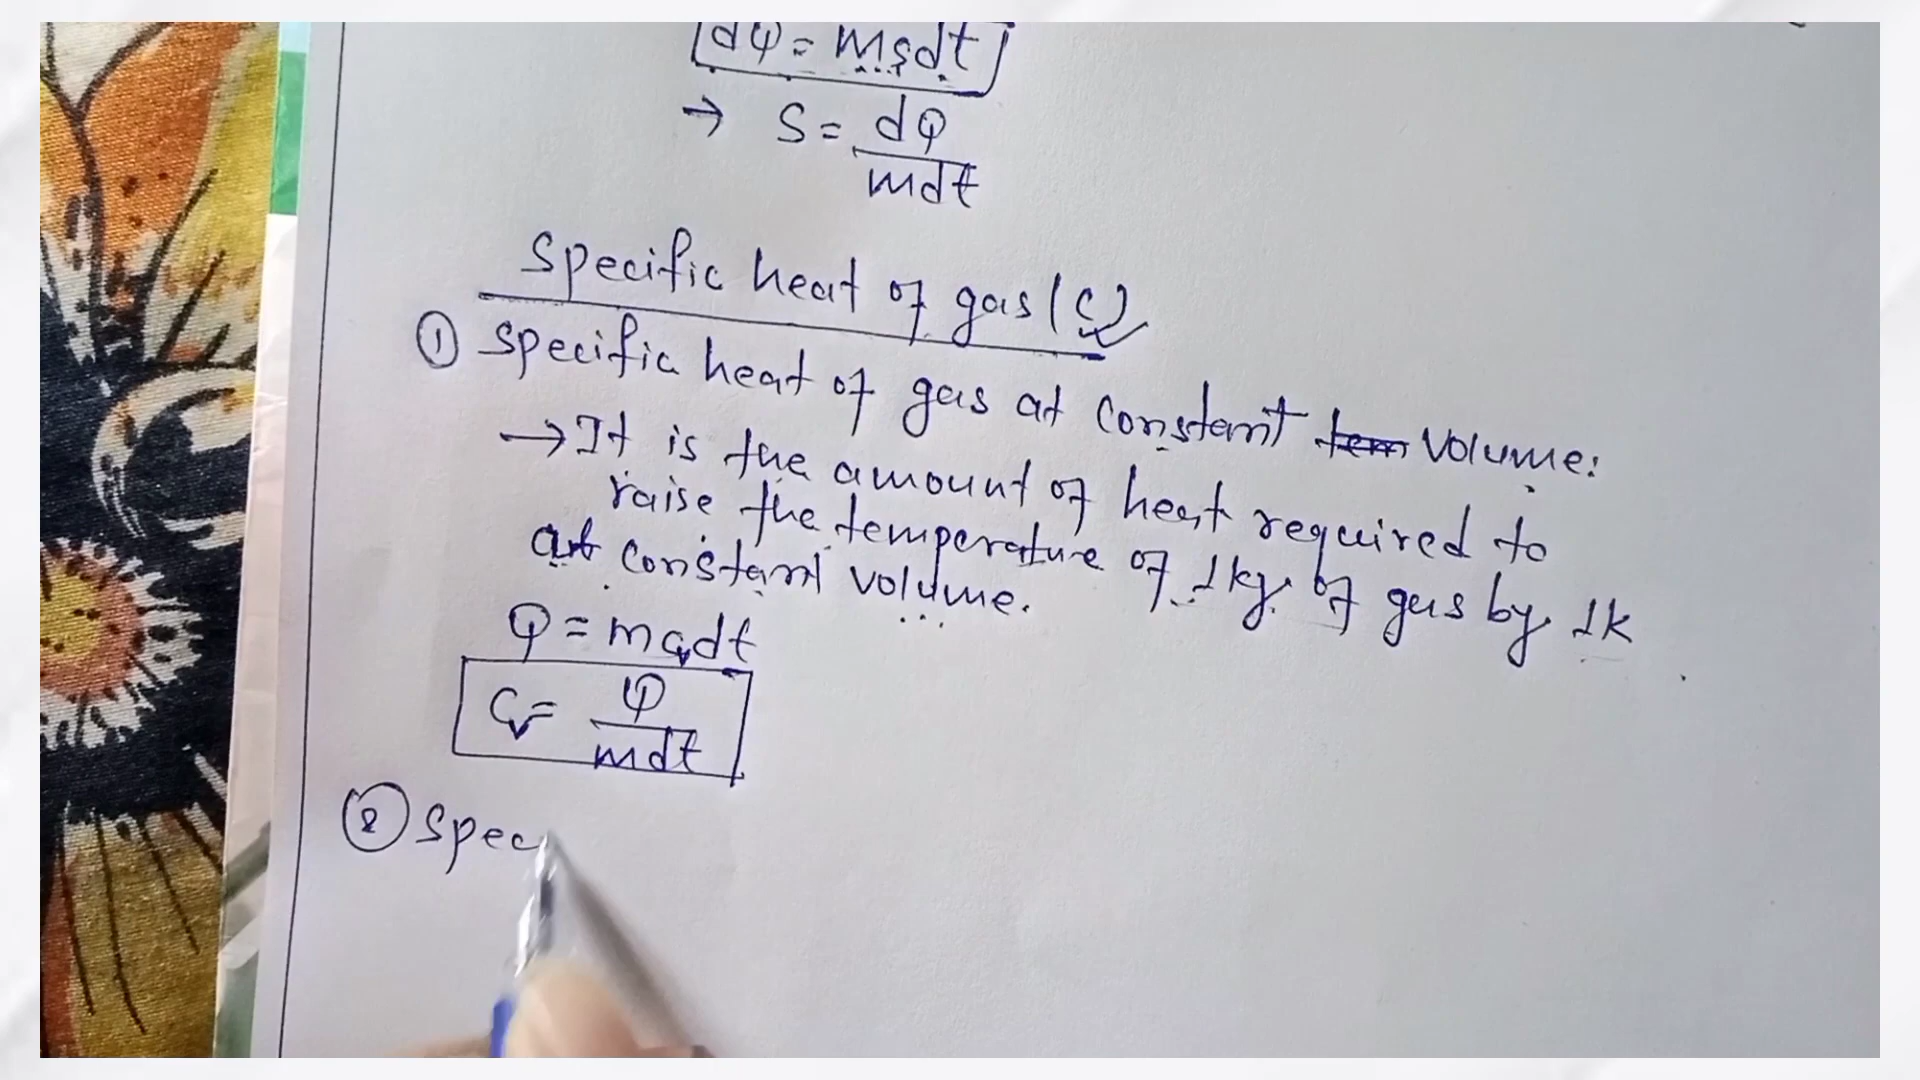 dQ = msdt
→ S = dQ/mdt
Specific heat of gas (C)
① Specific heat of gas at constant volume:
→ It is the amount of heat required to
raise the temperature of 1kg of gas by 1k
at constant volume.
Q = mCvdt
Cv = Q/mdt
② Spec